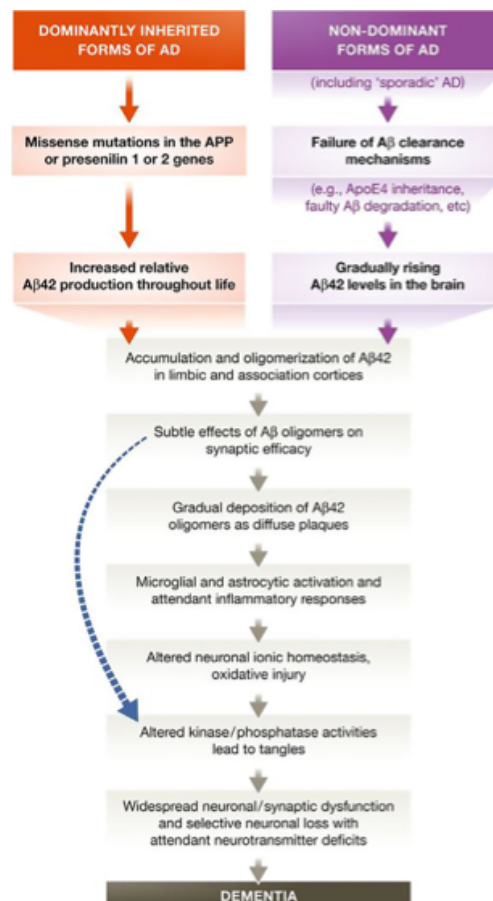 DOMINANTLY INHERITED
FORMS OF AD
NON-DOMINANT
FORMS OF AD
(including 'sporadic' AD)
Missense mutations in the APP
or presenilin 1 or 2 genes
Failure of Aβ clearance
mechanisms
(e.g., ApoE4 inheritance,
faulty Aβ degradation, etc)
Increased relative
Aβ42 production throughout life
Gradually rising
Aβ42 levels in the brain
Accumulation and oligomerization of Aβ42
in limbic and association cortices
Subtle effects of Aβ oligomers on
synaptic efficacy
Gradual deposition of Aβ42
oligomers as diffuse plaques
Microglial and astrocytic activation and
attendant inflammatory responses
Altered neuronal ionic homeostasis,
oxidative injury
Altered kinase/phosphatase activities
lead to tangles
Widespread neuronal/synaptic dysfunction
and selective neuronal loss with
attendant neurotransmitter deficits
DEMENTIA